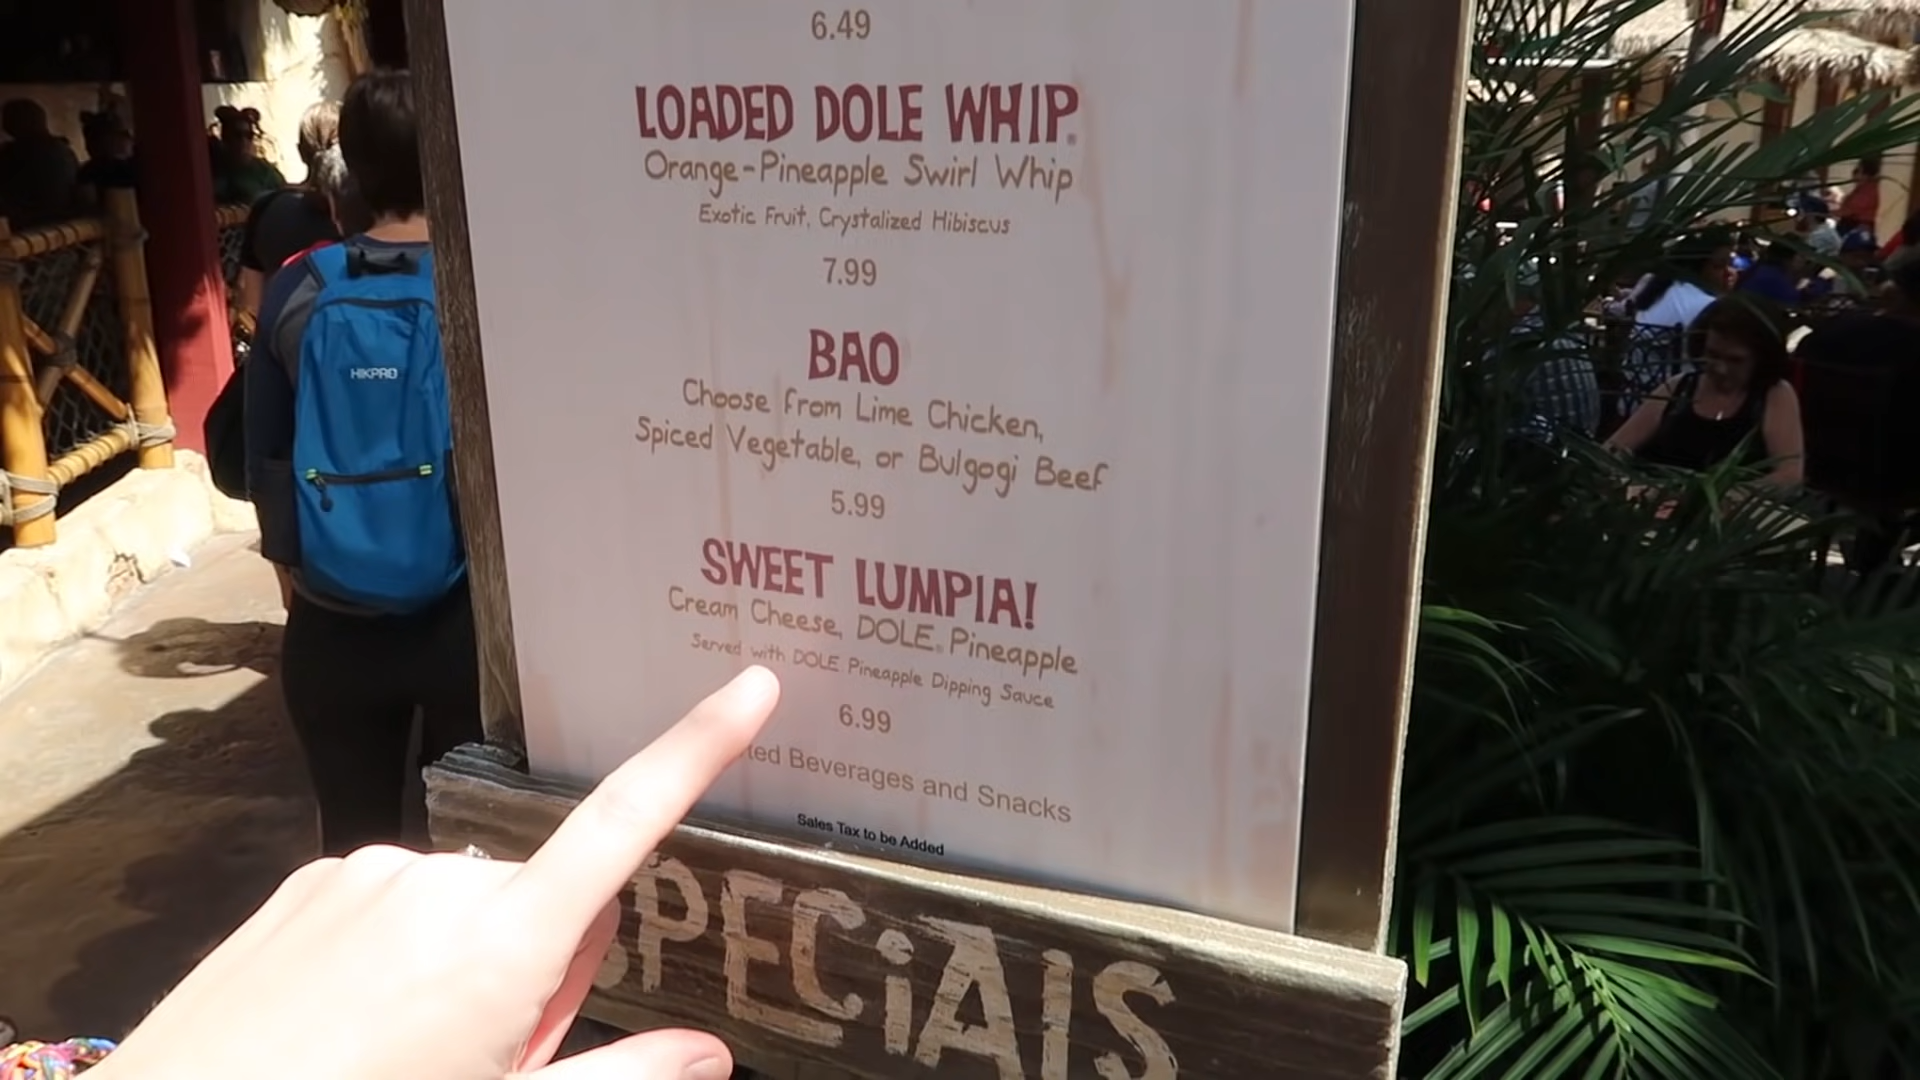 6.49
LOADED DOLE WHIP®
Orange-Pineapple Swirl Whip
Exotic Fruit, Crystalized Hibiscus
7.99
BAO
Choose from Lime Chicken,
Spiced Vegetable, or Bulgogi Beef
5.99
SWEET LUMPIA!
Cream Cheese, DOLE® Pineapple
Served with DOLE Pineapple Dipping Sauce
6.99
Beverages and Snacks
Sales Tax to be Added
SPECiAlS
HIKPRO